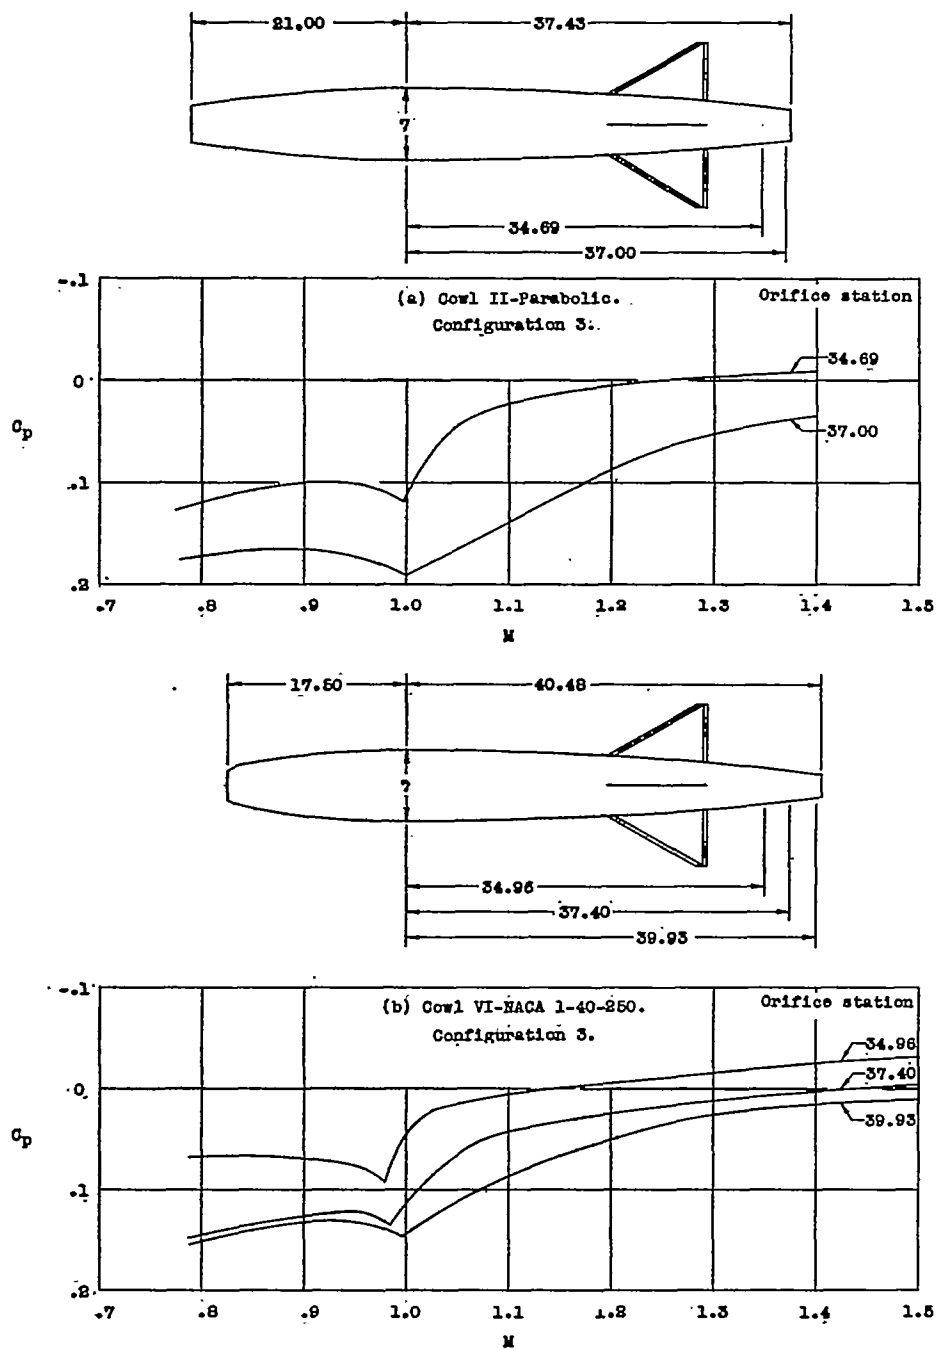 21.00 37.43
7
34.69
37.00
-.1
(a) Cowl II-Parabolic. Orifice station
Configuration 3.
34.69
0
37.00
Cp
.1
.2
.7 .8 .9 1.0 1.1 1.2 1.3 1.4 1.5
M
17.50 40.48
7
34.96
37.40
39.93
-.1
(b) Cowl VI-NACA 1-40-250. Orifice station
Configuration 3.
34.96
37.40
0
39.93
Cp
.1
.2
.7 .8 .9 1.0 1.1 1.2 1.3 1.4 1.5
M